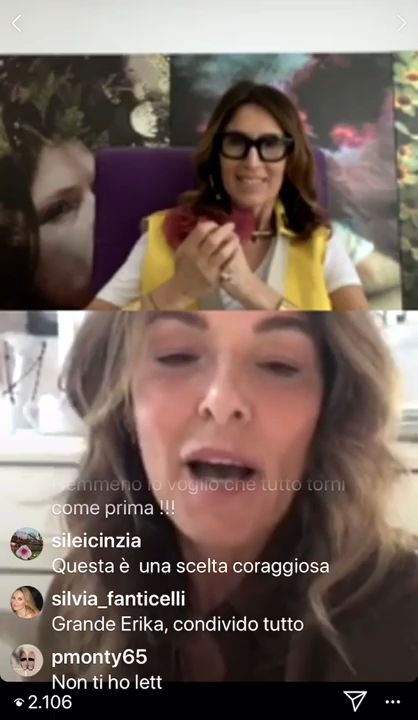 Nemmeno io voglio che tutto torni
come prima !!!
sileicinzia
Questa è una scelta coraggiosa
silvia_fanticelli
Grande Erika, condivido tutto
pmonty65
Non ti ho lett
2.106